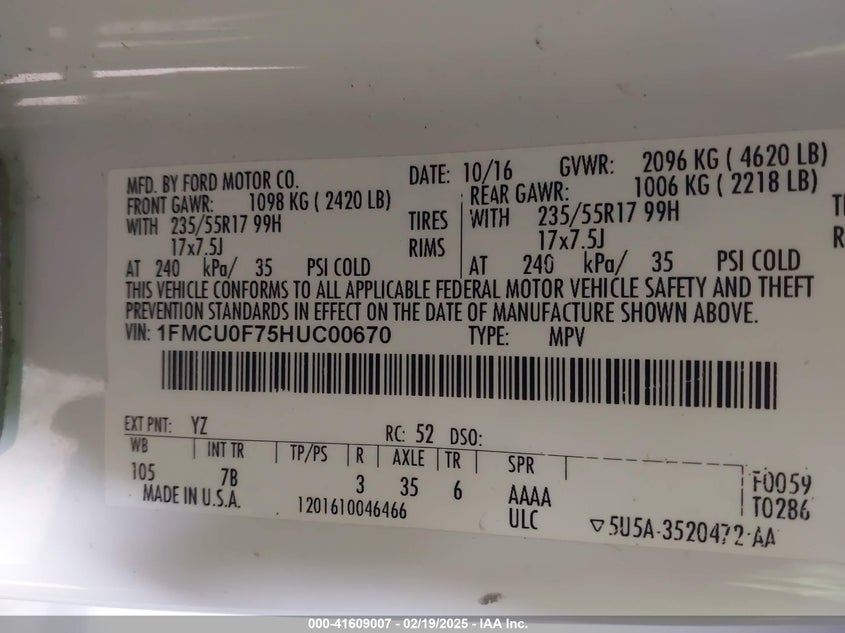 MFD. BY FORD MOTOR CO. DATE: 10/16 GVWR: 2096 KG ( 4620 LB)
FRONT GAWR: 1098 KG ( 2420 LB) REAR GAWR: 1006 KG ( 2218 LB)
WITH 235/55R17 99H TIRES WITH 235/55R17 99H
17x7.5J RIMS 17x7.5J
AT 240 kPa/ 35 PSI COLD AT 240 kPa/ 35 PSI COLD
THIS VEHICLE CONFORMS TO ALL APPLICABLE FEDERAL MOTOR VEHICLE SAFETY AND THEFT
PREVENTION STANDARDS IN EFFECT ON THE DATE OF MANUFACTURE SHOWN ABOVE.
VIN: 1FMCU0F75HUC00670 TYPE: MPV
EXT PNT: YZ RC: 52 DSO:
WB INT TR TP/PS R AXLE TR SPR
105 7B 3 35 6 AAAA F0059
MADE IN U.S.A. 1201610046466 ULC T0286
▽5U5A-3520472-AA
000-41609007 - 02/19/2025 - IAA Inc.